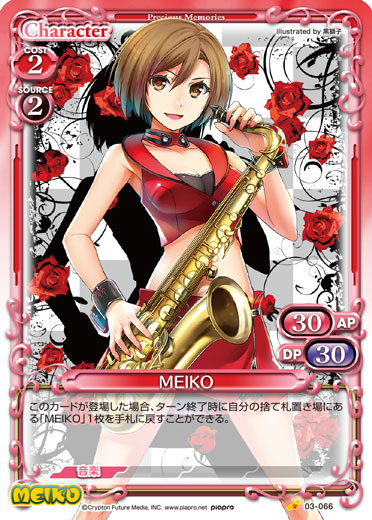 Precious Memories
Character
illustrated by 黒獅子
COST
2
SOURCE
2
30 AP
DP 30
MEIKO
このカードが登場した場合、ターン終了時に自分の捨て札置き場にあ
る「MEIKO」1枚を手札に戻すことができる。
音楽
MEIKO
©Crypton Future Media, INC. www.piapro.net piapro
03-066